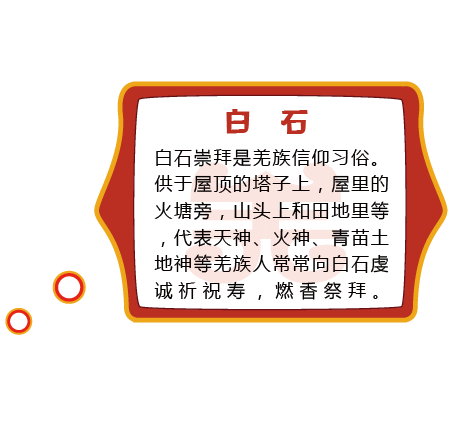 白石
白石崇拜是羌族信仰习俗。
供于屋顶的塔子上，屋里的
火塘旁，山头上和田地里等
，代表天神、火神、青苗土
地神等羌族人常常向白石虔
诚祈祝寿，燃香祭拜。